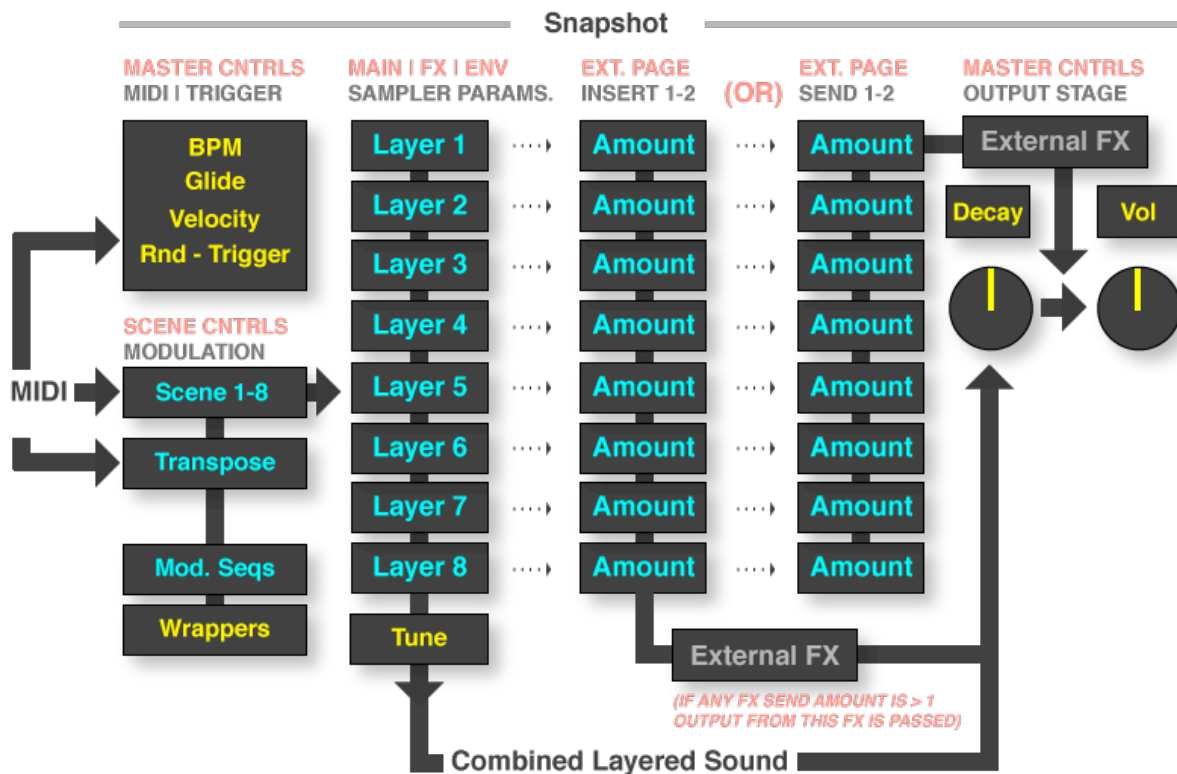 Snapshot
MASTER CNTRLS
MIDI | TRIGGER
BPM
Glide
Velocity
Rnd - Trigger
SCENE CNTRLS
MODULATION
MIDI
Scene 1-8
Transpose
Mod. Seqs
Wrappers
MAIN | FX | ENV
SAMPLER PARAMS.
Layer 1
Layer 2
Layer 3
Layer 4
Layer 5
Layer 6
Layer 7
Layer 8
Tune
EXT. PAGE
INSERT 1-2
Amount
Amount
Amount
Amount
Amount
Amount
Amount
Amount
External FX
(IF ANY FX SEND AMOUNT IS > 1
OUTPUT FROM THIS FX IS PASSED)
(OR)
EXT. PAGE
SEND 1-2
Amount
Amount
Amount
Amount
Amount
Amount
Amount
Amount
MASTER CNTRLS
OUTPUT STAGE
External FX
Decay
Vol
Combined Layered Sound